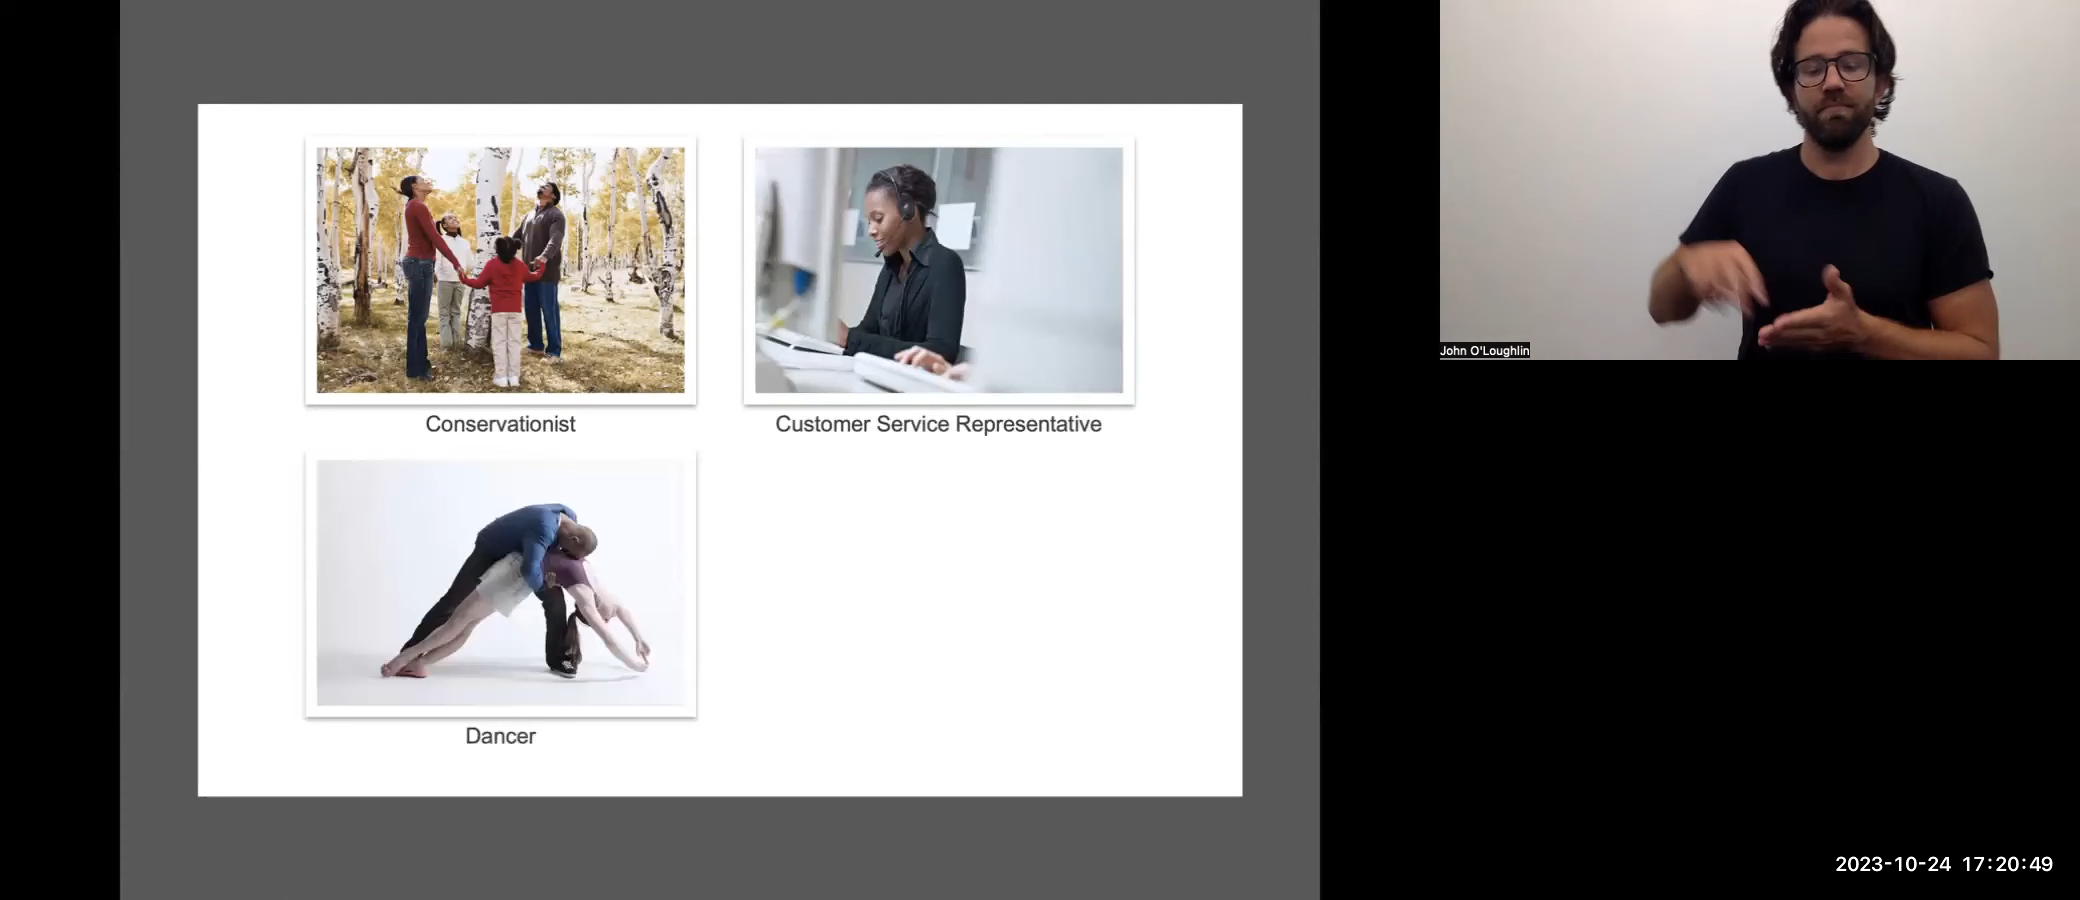 John O'Loughlin
Conservationist
Customer Service Representative
Dancer
2023-10-24 17:20:49